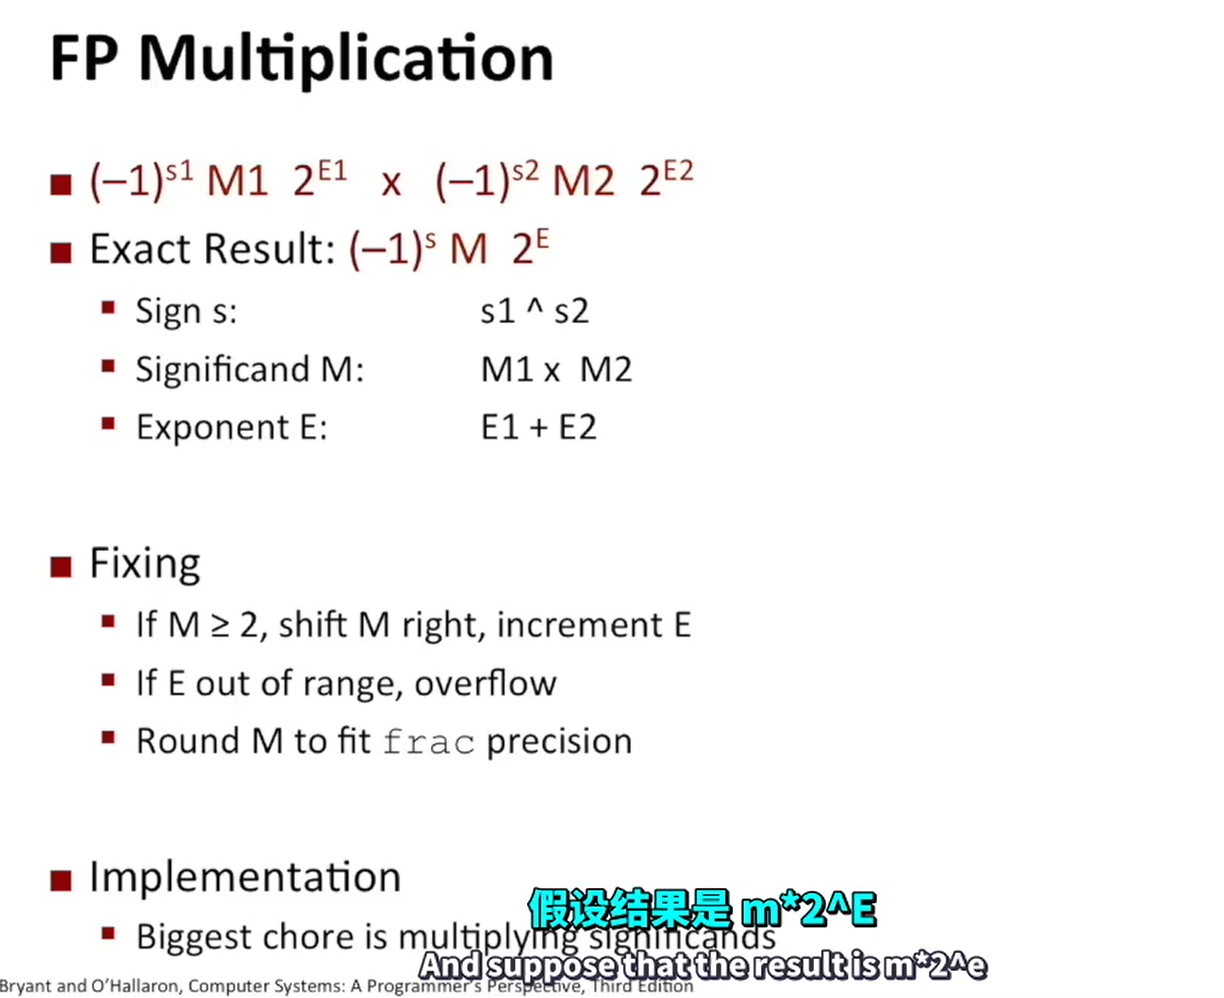 FP Multiplication
(–1)^s1 M1 2^E1 x (–1)^s2 M2 2^E2
Exact Result: (–1)^s M 2^E
Sign s: s1 ^ s2
Significand M: M1 x M2
Exponent E: E1 + E2
Fixing
If M ≥ 2, shift M right, increment E
If E out of range, overflow
Round M to fit frac precision
Implementation
假设结果是 m*2^E
Biggest chore is multiplying significands
And suppose that the result is m*2^e
Bryant and O’Hallaron, Computer Systems: A Programmer’s Perspective, Third Edition